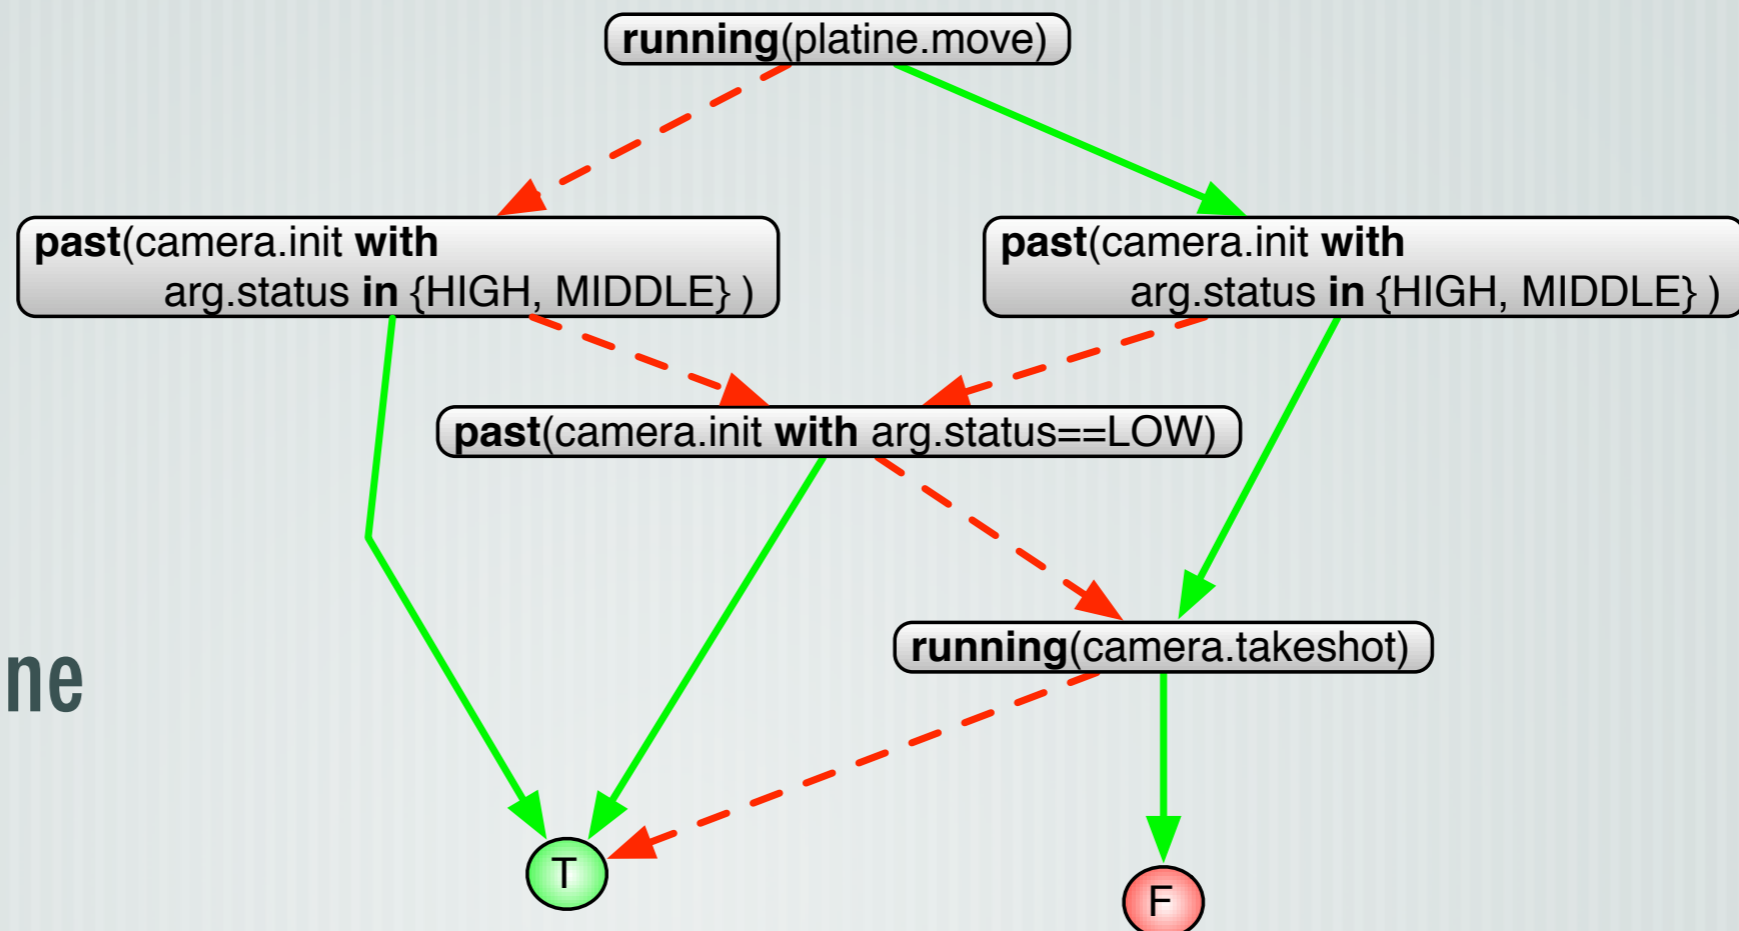 running(platine.move)
past(camera.init with
arg.status in {HIGH, MIDDLE} )
past(camera.init with
arg.status in {HIGH, MIDDLE} )
past(camera.init with arg.status==LOW)
running(camera.takeshot)
ne
T
F